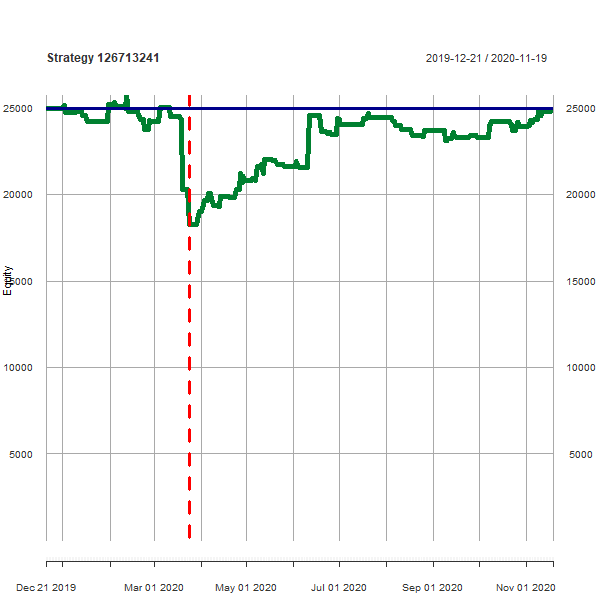 Strategy 126713241
2019-12-21 / 2020-11-19
25000
25000
20000
20000
Equity
15000
15000
10000
10000
5000
5000
Dec 21 2019
Mar 01 2020
May 01 2020
Jul 01 2020
Sep 01 2020
Nov 01 2020